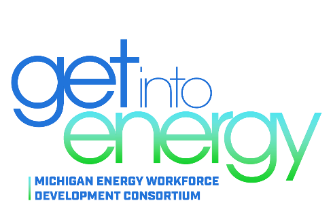 get into
energy
MICHIGAN ENERGY WORKFORCE
DEVELOPMENT CONSORTIUM